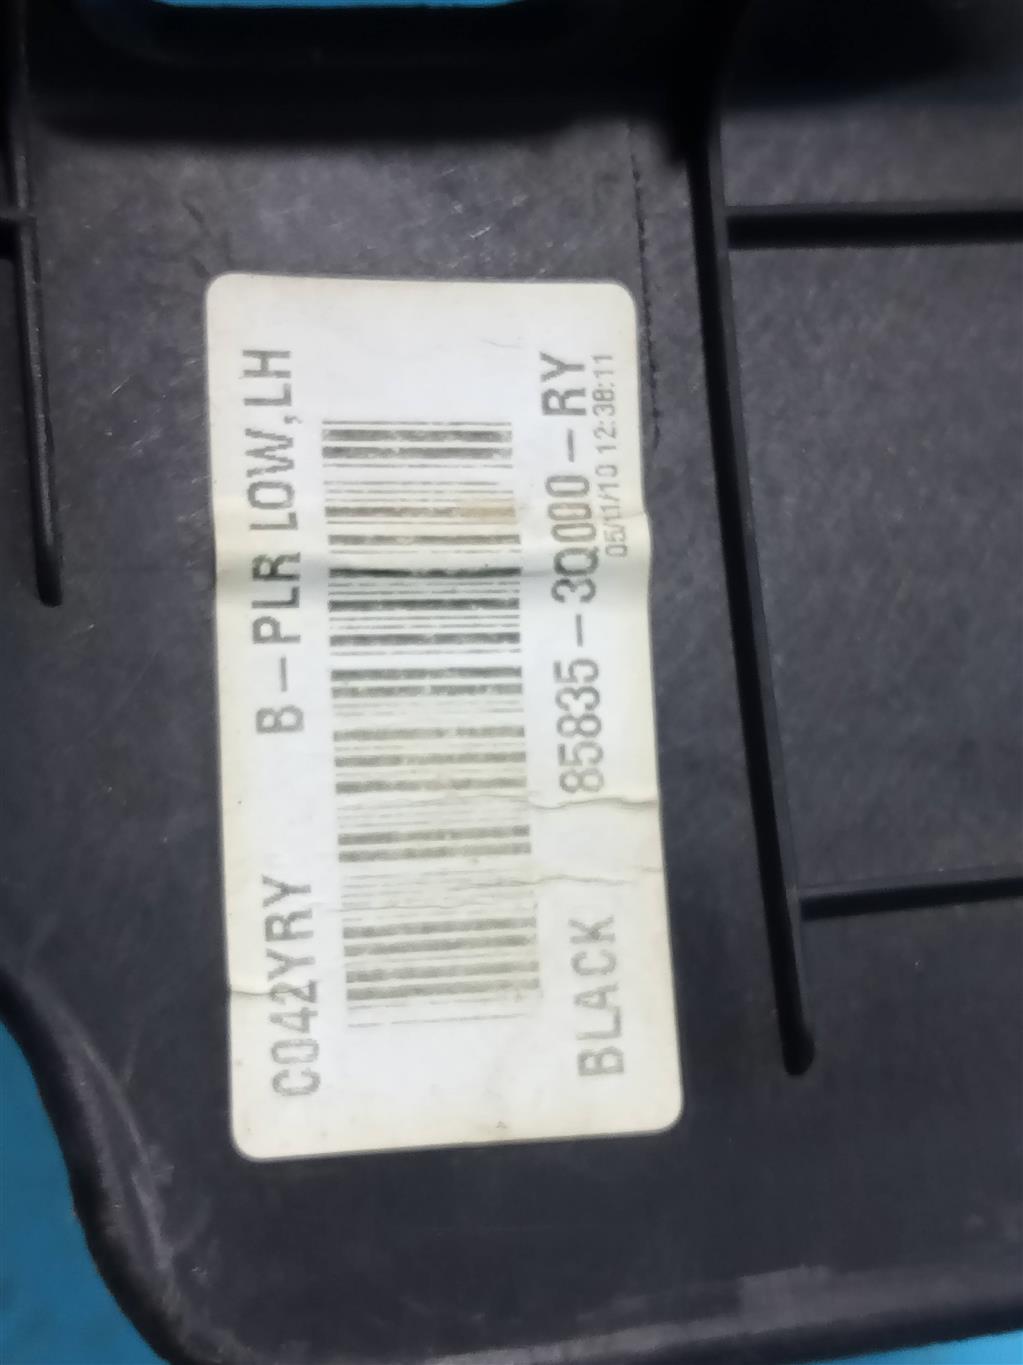 C042YRY B-PLR LOW,LH
BLACK 85835-3Q000-RY
05/11/10 12:38:11